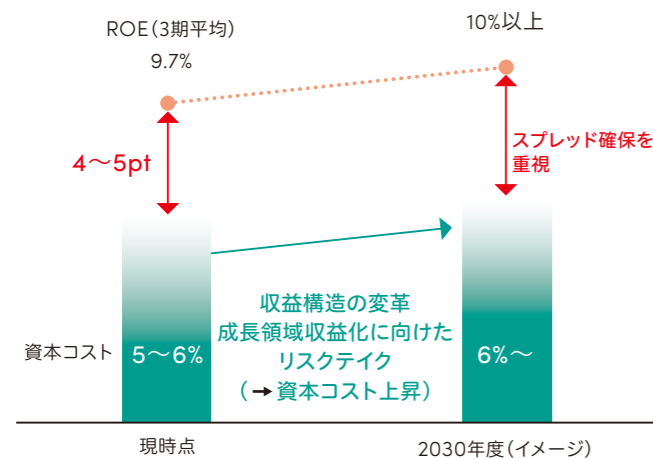 ROE(3期平均)
9.7%
10%以上
4〜5pt
スプレッド確保を
重視
収益構造の変革
成長領域収益化に向けた
リスクテイク
(→資本コスト上昇)
資本コスト
5〜6%
6%〜
現時点
2030年度(イメージ)